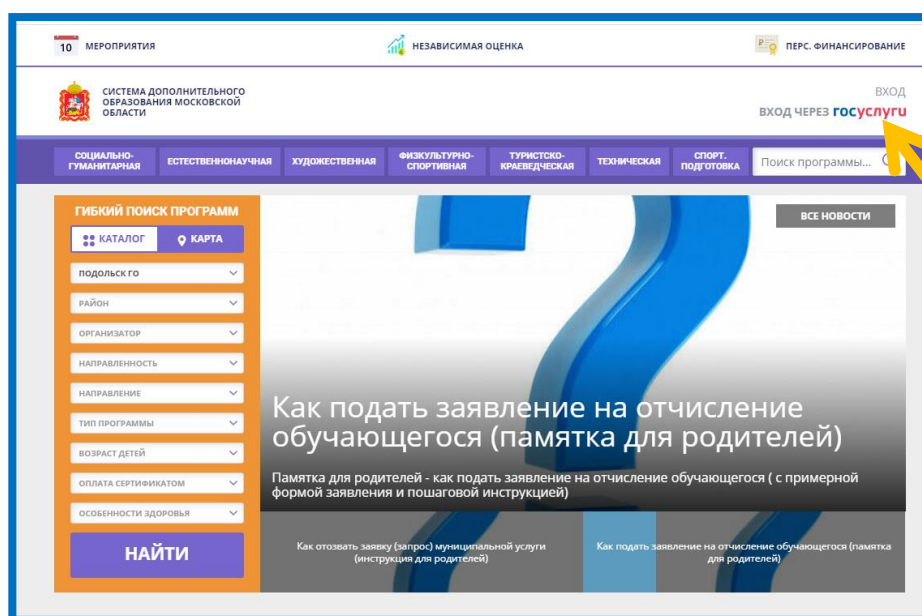 10 МЕРОПРИЯТИЯ
НЕЗАВИСИМАЯ ОЦЕНКА
ПЕРС. ФИНАНСИРОВАНИЕ
СИСТЕМА ДОПОЛНИТЕЛЬНОГО
ОБРАЗОВАНИЯ МОСКОВСКОЙ
ОБЛАСТИ
ВХОД
ВХОД ЧЕРЕЗ госуслуги
СОЦИАЛЬНО-
ГУМАНИТАРНАЯ
ЕСТЕСТВЕННОНАУЧНАЯ
ХУДОЖЕСТВЕННАЯ
ФИЗКУЛЬТУРНО-
СПОРТИВНАЯ
ТУРИСТСКО-
КРАЕВЕДЧЕСКАЯ
ТЕХНИЧЕСКАЯ
СПОРТ.
ПОДГОТОВКА
Поиск программы...
ГИБКИЙ ПОИСК ПРОГРАММ
КАТАЛОГ
КАРТА
ПОДОЛЬСК ГО
РАЙОН
ОРГАНИЗАТОР
НАПРАВЛЕННОСТЬ
НАПРАВЛЕНИЕ
ТИП ПРОГРАММЫ
ВОЗРАСТ ДЕТЕЙ
ОПЛАТА СЕРТИФИКАТОМ
ОСОБЕННОСТИ ЗДОРОВЬЯ
НАЙТИ
ВСЕ НОВОСТИ
Как подать заявление на отчисление
обучающегося (памятка для родителей)
Памятка для родителей - как подать заявление на отчисление обучающегося ( с примерной
формой заявления и пошаговой инструкцией)
Как отозвать заявку (запрос) муниципальной услуги
(инструкция для родителей)
Как подать заявление на отчисление обучающегося (памятка
для родителей)